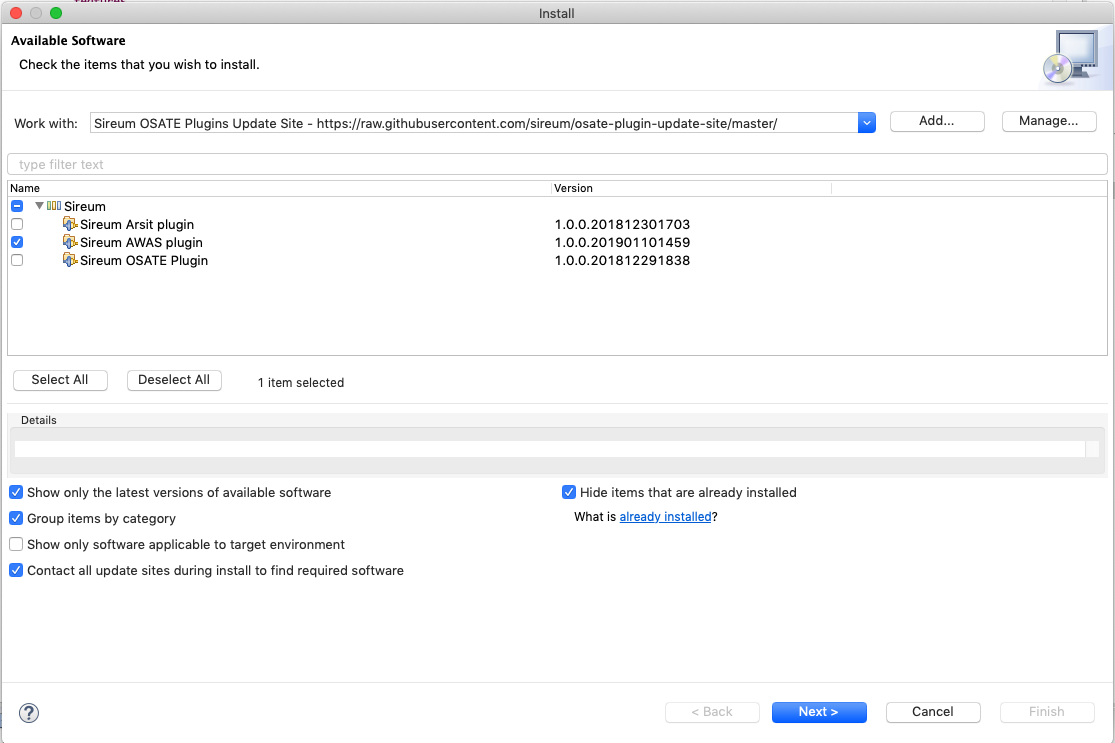 Install
Available Software
Check the items that you wish to install.
Work with: Sireum OSATE Plugins Update Site - https://raw.githubusercontent.com/sireum/osate-plugin-update-site/master/ Add... Manage...
type filter text
Name Version
Sireum
Sireum Arsit plugin 1.0.0.201812301703
Sireum AWAS plugin 1.0.0.201901101459
Sireum OSATE Plugin 1.0.0.201812291838
Select All Deselect All 1 item selected
Details
Show only the latest versions of available software Hide items that are already installed
Group items by category What is already installed?
Show only software applicable to target environment
Contact all update sites during install to find required software
? < Back Next > Cancel Finish